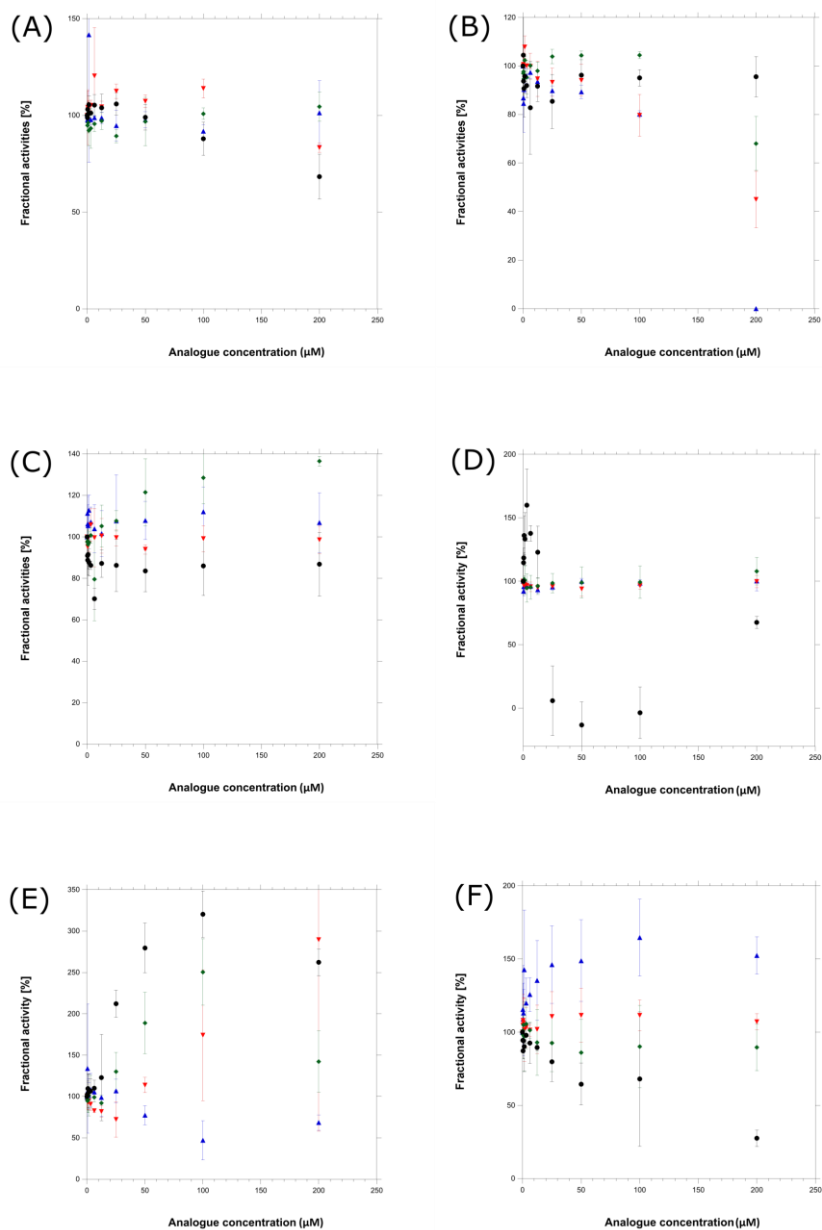 (A)
150
100
50
0
Fractional activities [%]
0 50 100 150 200 250
Analogue concentration (µM)
(B)
120
100
80
60
40
20
0
Fractional activities [%]
0 50 100 150 200 250
Analogue concentration (µM)
(C)
140
120
100
80
60
40
20
0
Fractional activities [%]
0 50 100 150 200 250
Analogue concentration (µM)
(D)
200
150
100
50
0
Fractional activity [%]
0 50 100 150 200 250
Analogue concentration (µM)
(E)
350
300
250
200
150
100
50
0
Fractional activity [%]
0 50 100 150 200 250
Analogue concentration (µM)
(F)
200
150
100
50
0
Fractional activity [%]
0 50 100 150 200 250
Analogue concentration (µM)